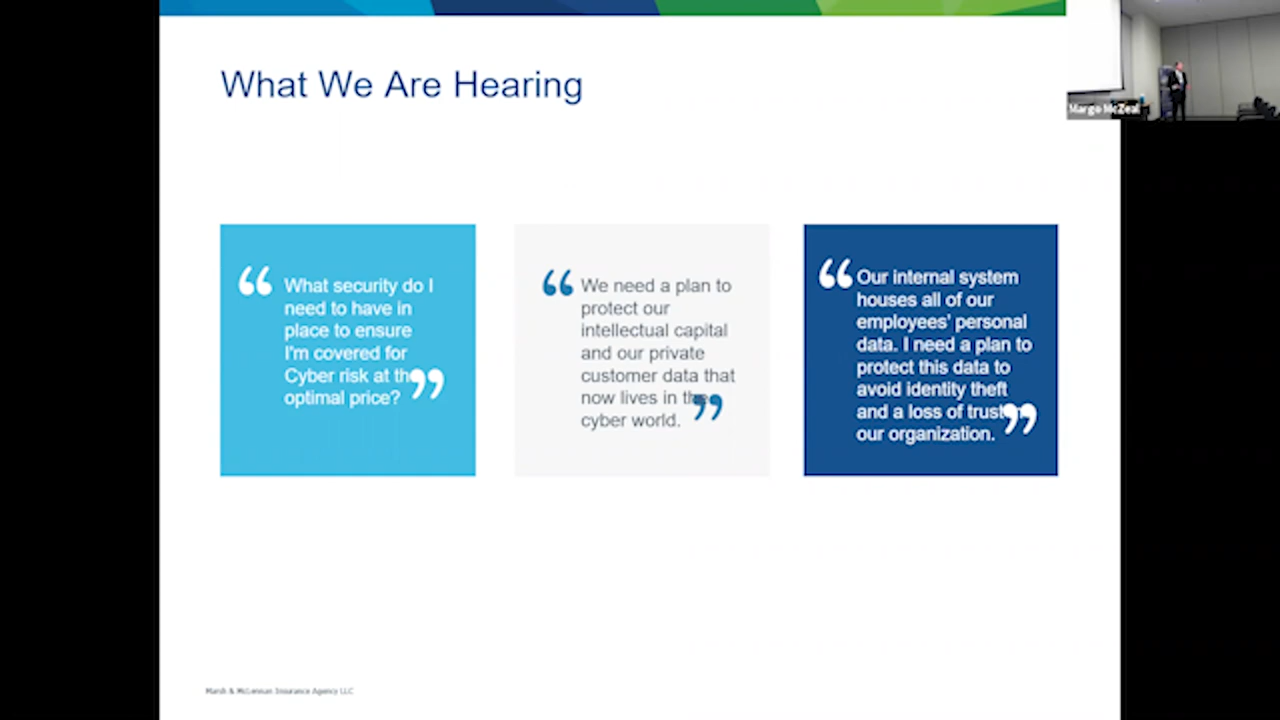 What We Are Hearing
Margo McZeal
“ What security do I
need to have in
place to ensure
I'm covered for
Cyber risk at the
optimal price? ”
“ We need a plan to
protect our
intellectual capital
and our private
customer data that
now lives in the
cyber world. ”
“ Our internal system
houses all of our
employees' personal
data. I need a plan to
protect this data to
avoid identity theft
and a loss of trust
our organization. ”
Marsh & McLennan Insurance Agency LLC